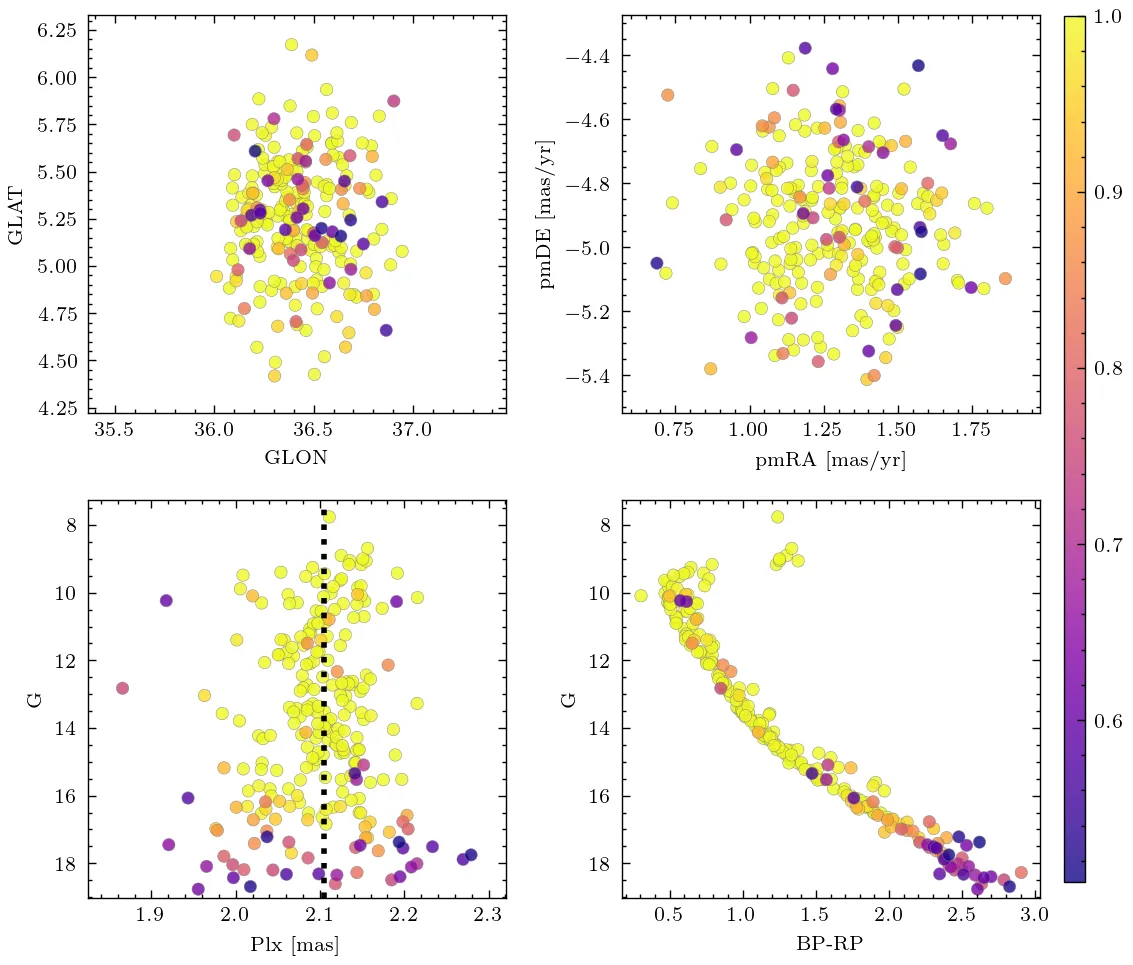 6.25
6.00
5.75
5.50
5.25
5.00
4.75
4.50
4.25
GLAT
35.5 36.0 36.5 37.0
GLON
−4.4
−4.6
−4.8
−5.0
−5.2
−5.4
pmDE [mas/yr]
0.75 1.00 1.25 1.50 1.75
pmRA [mas/yr]
1.0
0.9
0.8
0.7
0.6
8
10
12
14
16
18
G
1.9 2.0 2.1 2.2 2.3
Plx [mas]
8
10
12
14
16
18
G
0.5 1.0 1.5 2.0 2.5 3.0
BP-RP